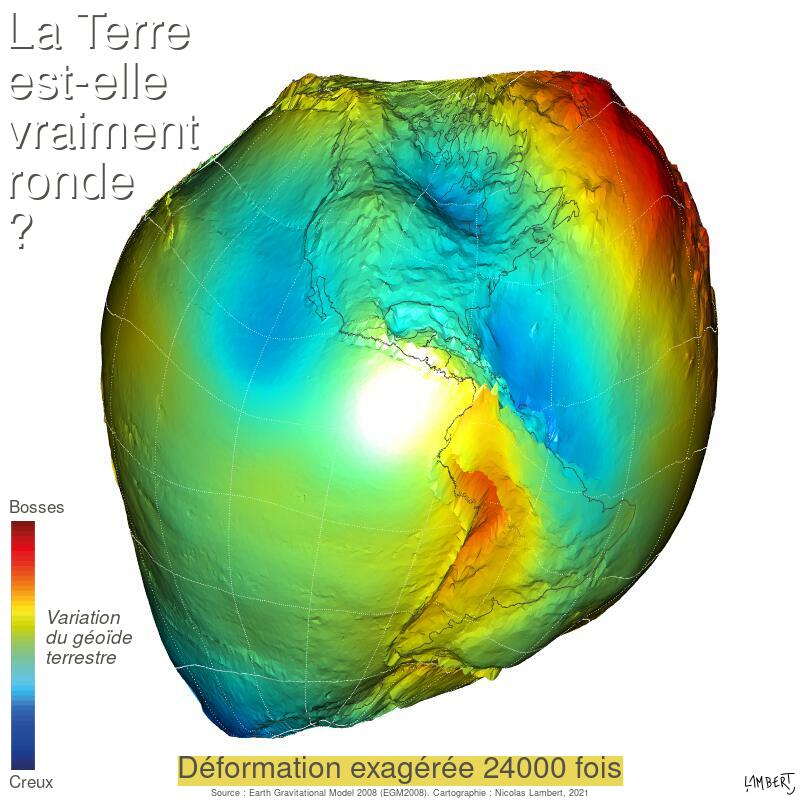 La Terre
est-elle
vraiment
ronde
?
Bosses
Variation
du géoïde
terrestre
Creux
Déformation exagérée 24000 fois
Source : Earth Gravitational Model 2008 (EGM2008). Cartographie : Nicolas Lambert, 2021
LAMBERT